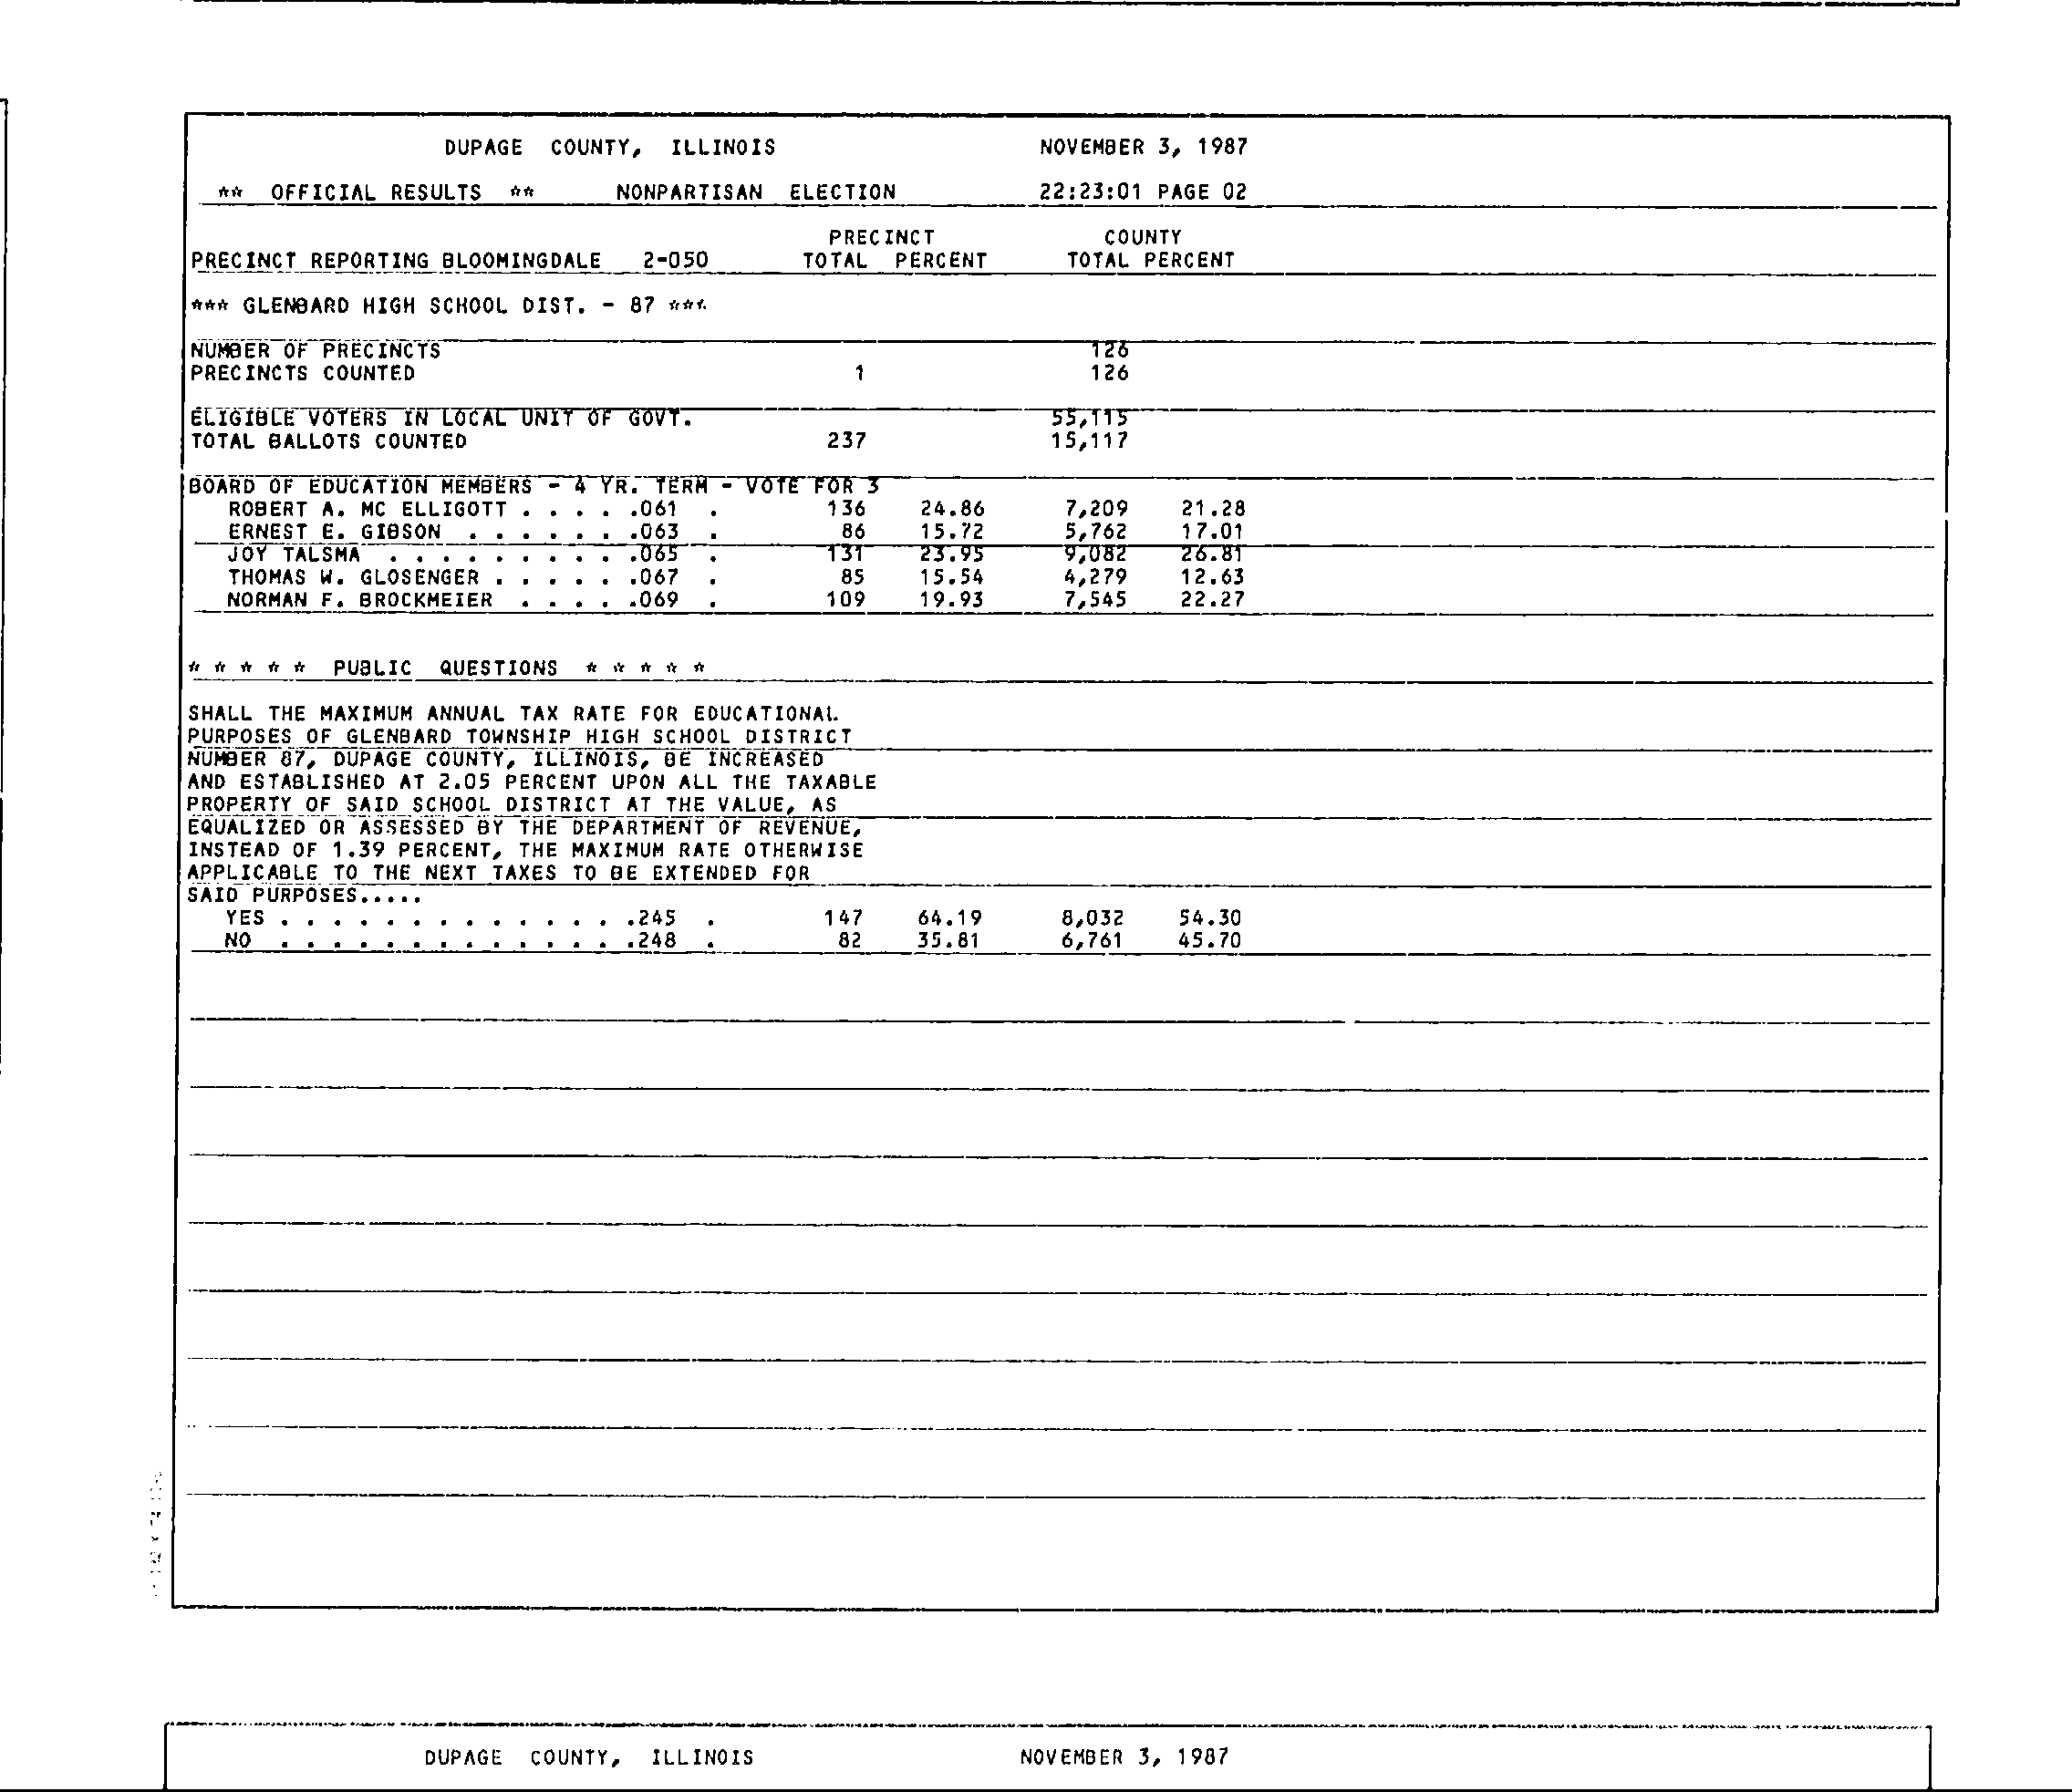 DUPAGE COUNTY, ILLINOIS NOVEMBER 3, 1987
** OFFICIAL RESULTS ** NONPARTISAN ELECTION 22:23:01 PAGE 02
PRECINCT COUNTY
PRECINCT REPORTING BLOOMINGDALE 2-050 TOTAL PERCENT TOTAL PERCENT
*** GLENBARD HIGH SCHOOL DIST. - 87 ***
NUMBER OF PRECINCTS 126
PRECINCTS COUNTED 1 126
ELIGIBLE VOTERS IN LOCAL UNIT OF GOVT. 55,115
TOTAL BALLOTS COUNTED 237 15,117
BOARD OF EDUCATION MEMBERS - 4 YR. TERM - VOTE FOR 3
ROBERT A. MC ELLIGOTT . . . . .061 . 136 24.86 7,209 21.28
ERNEST E. GIBSON . . . . . . .063 . 86 15.72 5,762 17.01
JOY TALSMA . . . . . . . . . .065 . 131 23.95 9,082 26.81
THOMAS W. GLOSENGER . . . . . .067 . 85 15.54 4,279 12.63
NORMAN F. BROCKMEIER . . . . .069 . 109 19.93 7,545 22.27
* * * * * PUBLIC QUESTIONS * * * * *
SHALL THE MAXIMUM ANNUAL TAX RATE FOR EDUCATIONAL
PURPOSES OF GLENBARD TOWNSHIP HIGH SCHOOL DISTRICT
NUMBER 87, DUPAGE COUNTY, ILLINOIS, BE INCREASED
AND ESTABLISHED AT 2.05 PERCENT UPON ALL THE TAXABLE
PROPERTY OF SAID SCHOOL DISTRICT AT THE VALUE, AS
EQUALIZED OR ASSESSED BY THE DEPARTMENT OF REVENUE,
INSTEAD OF 1.39 PERCENT, THE MAXIMUM RATE OTHERWISE
APPLICABLE TO THE NEXT TAXES TO BE EXTENDED FOR
SAID PURPOSES.....
YES . . . . . . . . . . . . . .245 . 147 64.19 8,032 54.30
NO . . . . . . . . . . . . . .248 . 82 35.81 6,761 45.70
DUPAGE COUNTY, ILLINOIS NOVEMBER 3, 1987